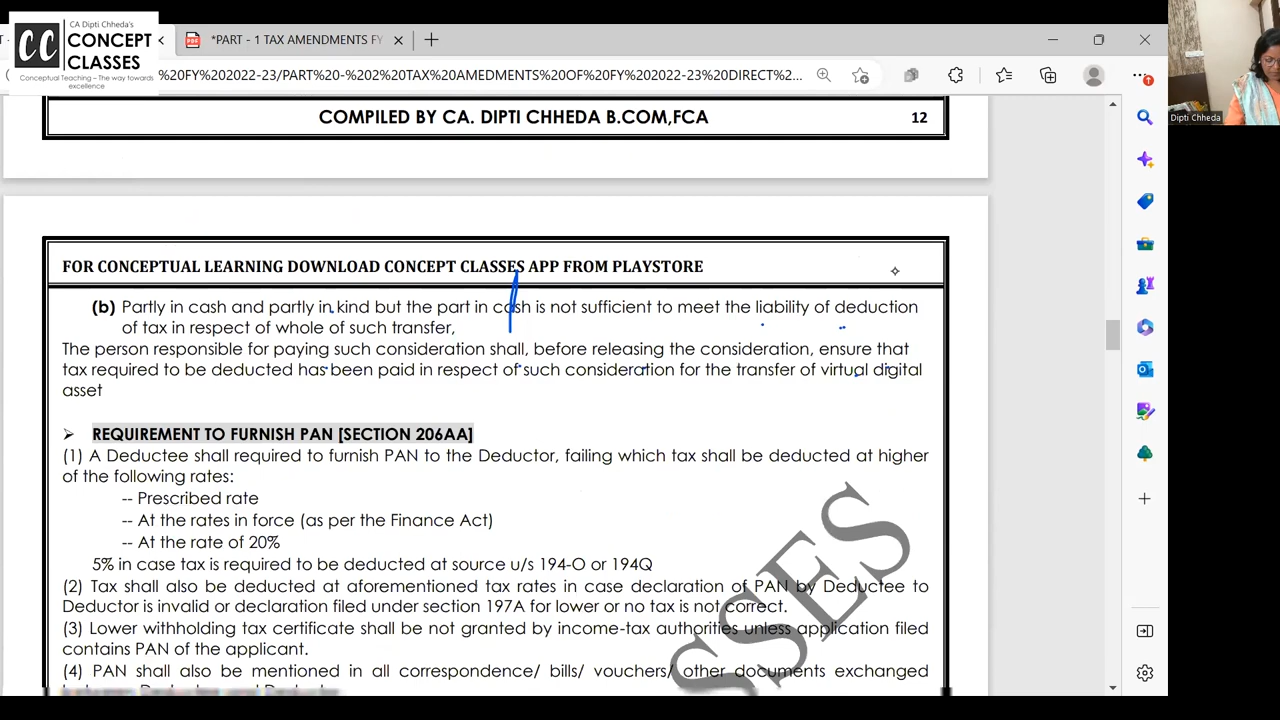 CA Dipti Chheda's
CONCEPT
CLASSES
CC
Conceptual Teaching – The way towards
excellence
*PART - 1 TAX AMENDMENTS FY
%20FY%202022-23/PART%20-%202%20TAX%20AMEDMENTS%20OF%20FY%202022-23%20DIRECT%2...
Dipti Chheda
COMPILED BY CA. DIPTI CHHEDA B.COM,FCA 12
FOR CONCEPTUAL LEARNING DOWNLOAD CONCEPT CLASSES APP FROM PLAYSTORE
(b) Partly in cash and partly in kind but the part in cash is not sufficient to meet the liability of deduction
of tax in respect of whole of such transfer,
The person responsible for paying such consideration shall, before releasing the consideration, ensure that
tax required to be deducted has been paid in respect of such consideration for the transfer of virtual digital
asset
REQUIREMENT TO FURNISH PAN [SECTION 206AA]
(1) A Deductee shall required to furnish PAN to the Deductor, failing which tax shall be deducted at higher
of the following rates:
-- Prescribed rate
-- At the rates in force (as per the Finance Act)
-- At the rate of 20%
5% in case tax is required to be deducted at source u/s 194-O or 194Q
(2) Tax shall also be deducted at aforementioned tax rates in case declaration of PAN by Deductee to
Deductor is invalid or declaration filed under section 197A for lower or no tax is not correct.
(3) Lower withholding tax certificate shall be not granted by income-tax authorities unless application filed
contains PAN of the applicant.
(4) PAN shall also be mentioned in all correspondence/ bills/ vouchers/ other documents exchanged
SSES